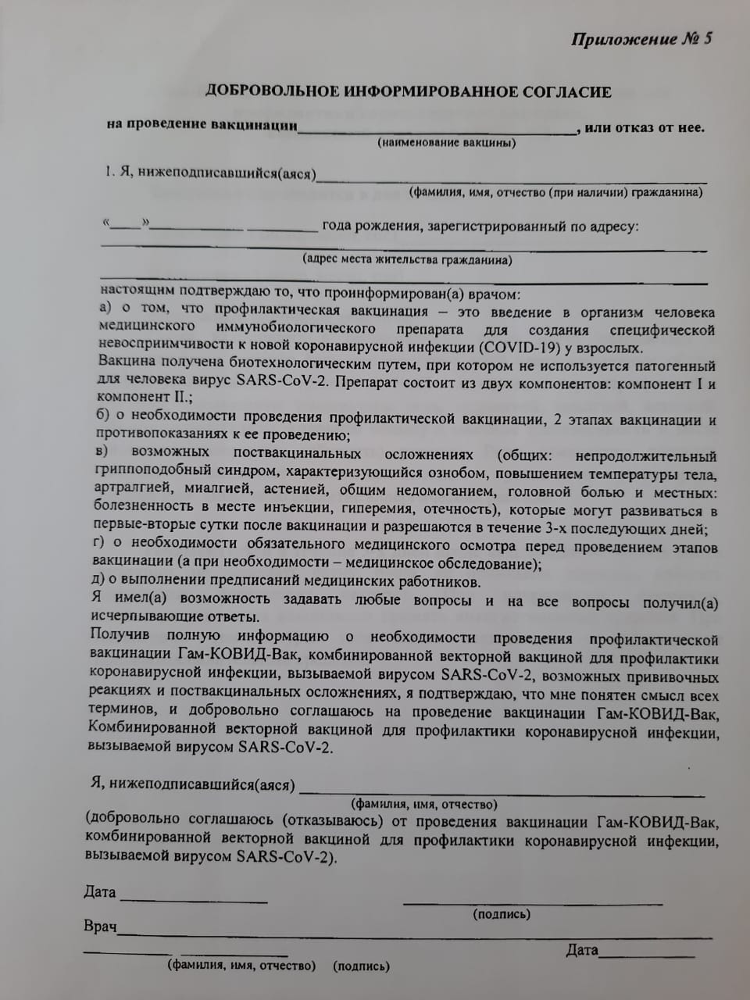 Приложение № 5
ДОБРОВОЛЬНОЕ ИНФОРМИРОВАННОЕ СОГЛАСИЕ
на проведение вакцинации____________________, или отказ от нее.
(наименование вакцины)
1. Я, нижеподписавшийся(аяся)____________________
(фамилия, имя, отчество (при наличии) гражданина)
«____»____________ _________ года рождения, зарегистрированный по адресу:
(адрес места жительства гражданина)
настоящим подтверждаю то, что проинформирован(а) врачом:
а) о том, что профилактическая вакцинация – это введение в организм человека
медицинского иммунобиологического препарата для создания специфической
невосприимчивости к новой коронавирусной инфекции (COVID-19) у взрослых.
Вакцина получена биотехнологическим путем, при котором не используется патогенный
для человека вирус SARS-CoV-2. Препарат состоит из двух компонентов: компонент I и
компонент II.;
б) о необходимости проведения профилактической вакцинации, 2 этапах вакцинации и
противопоказаниях к ее проведению;
в) возможных поствакцинальных осложнениях (общих: непродолжительный
гриппоподобный синдром, характеризующийся ознобом, повышением температуры тела,
артралгией, миалгией, астенией, общим недомоганием, головной болью и местных:
болезненность в месте инъекции, гиперемия, отечность), которые могут развиваться в
первые-вторые сутки после вакцинации и разрешаются в течение 3-х последующих дней;
г) о необходимости обязательного медицинского осмотра перед проведением этапов
вакцинации (а при необходимости – медицинское обследование);
д) о выполнении предписаний медицинских работников.
Я имел(а) возможность задавать любые вопросы и на все вопросы получил(а)
исчерпывающие ответы.
Получив полную информацию о необходимости проведения профилактической
вакцинации Гам-КОВИД-Вак, комбинированной векторной вакциной для профилактики
коронавирусной инфекции, вызываемой вирусом SARS-CoV-2, возможных прививочных
реакциях и поствакцинальных осложнениях, я подтверждаю, что мне понятен смысл всех
терминов, и добровольно соглашаюсь на проведение вакцинации Гам-КОВИД-Вак,
Комбинированной векторной вакциной для профилактики коронавирусной инфекции,
вызываемой вирусом SARS-CoV-2.
Я, нижеподписавшийся(аяся) ____________________
(фамилия, имя, отчество)
(добровольно соглашаюсь (отказываюсь) от проведения вакцинации Гам-КОВИД-Вак,
комбинированной векторной вакциной для профилактики коронавирусной инфекции,
вызываемой вирусом SARS-CoV-2).
Дата ____________________
(подпись)
Врач____________________
Дата____________
(фамилия, имя, отчество) (подпись)